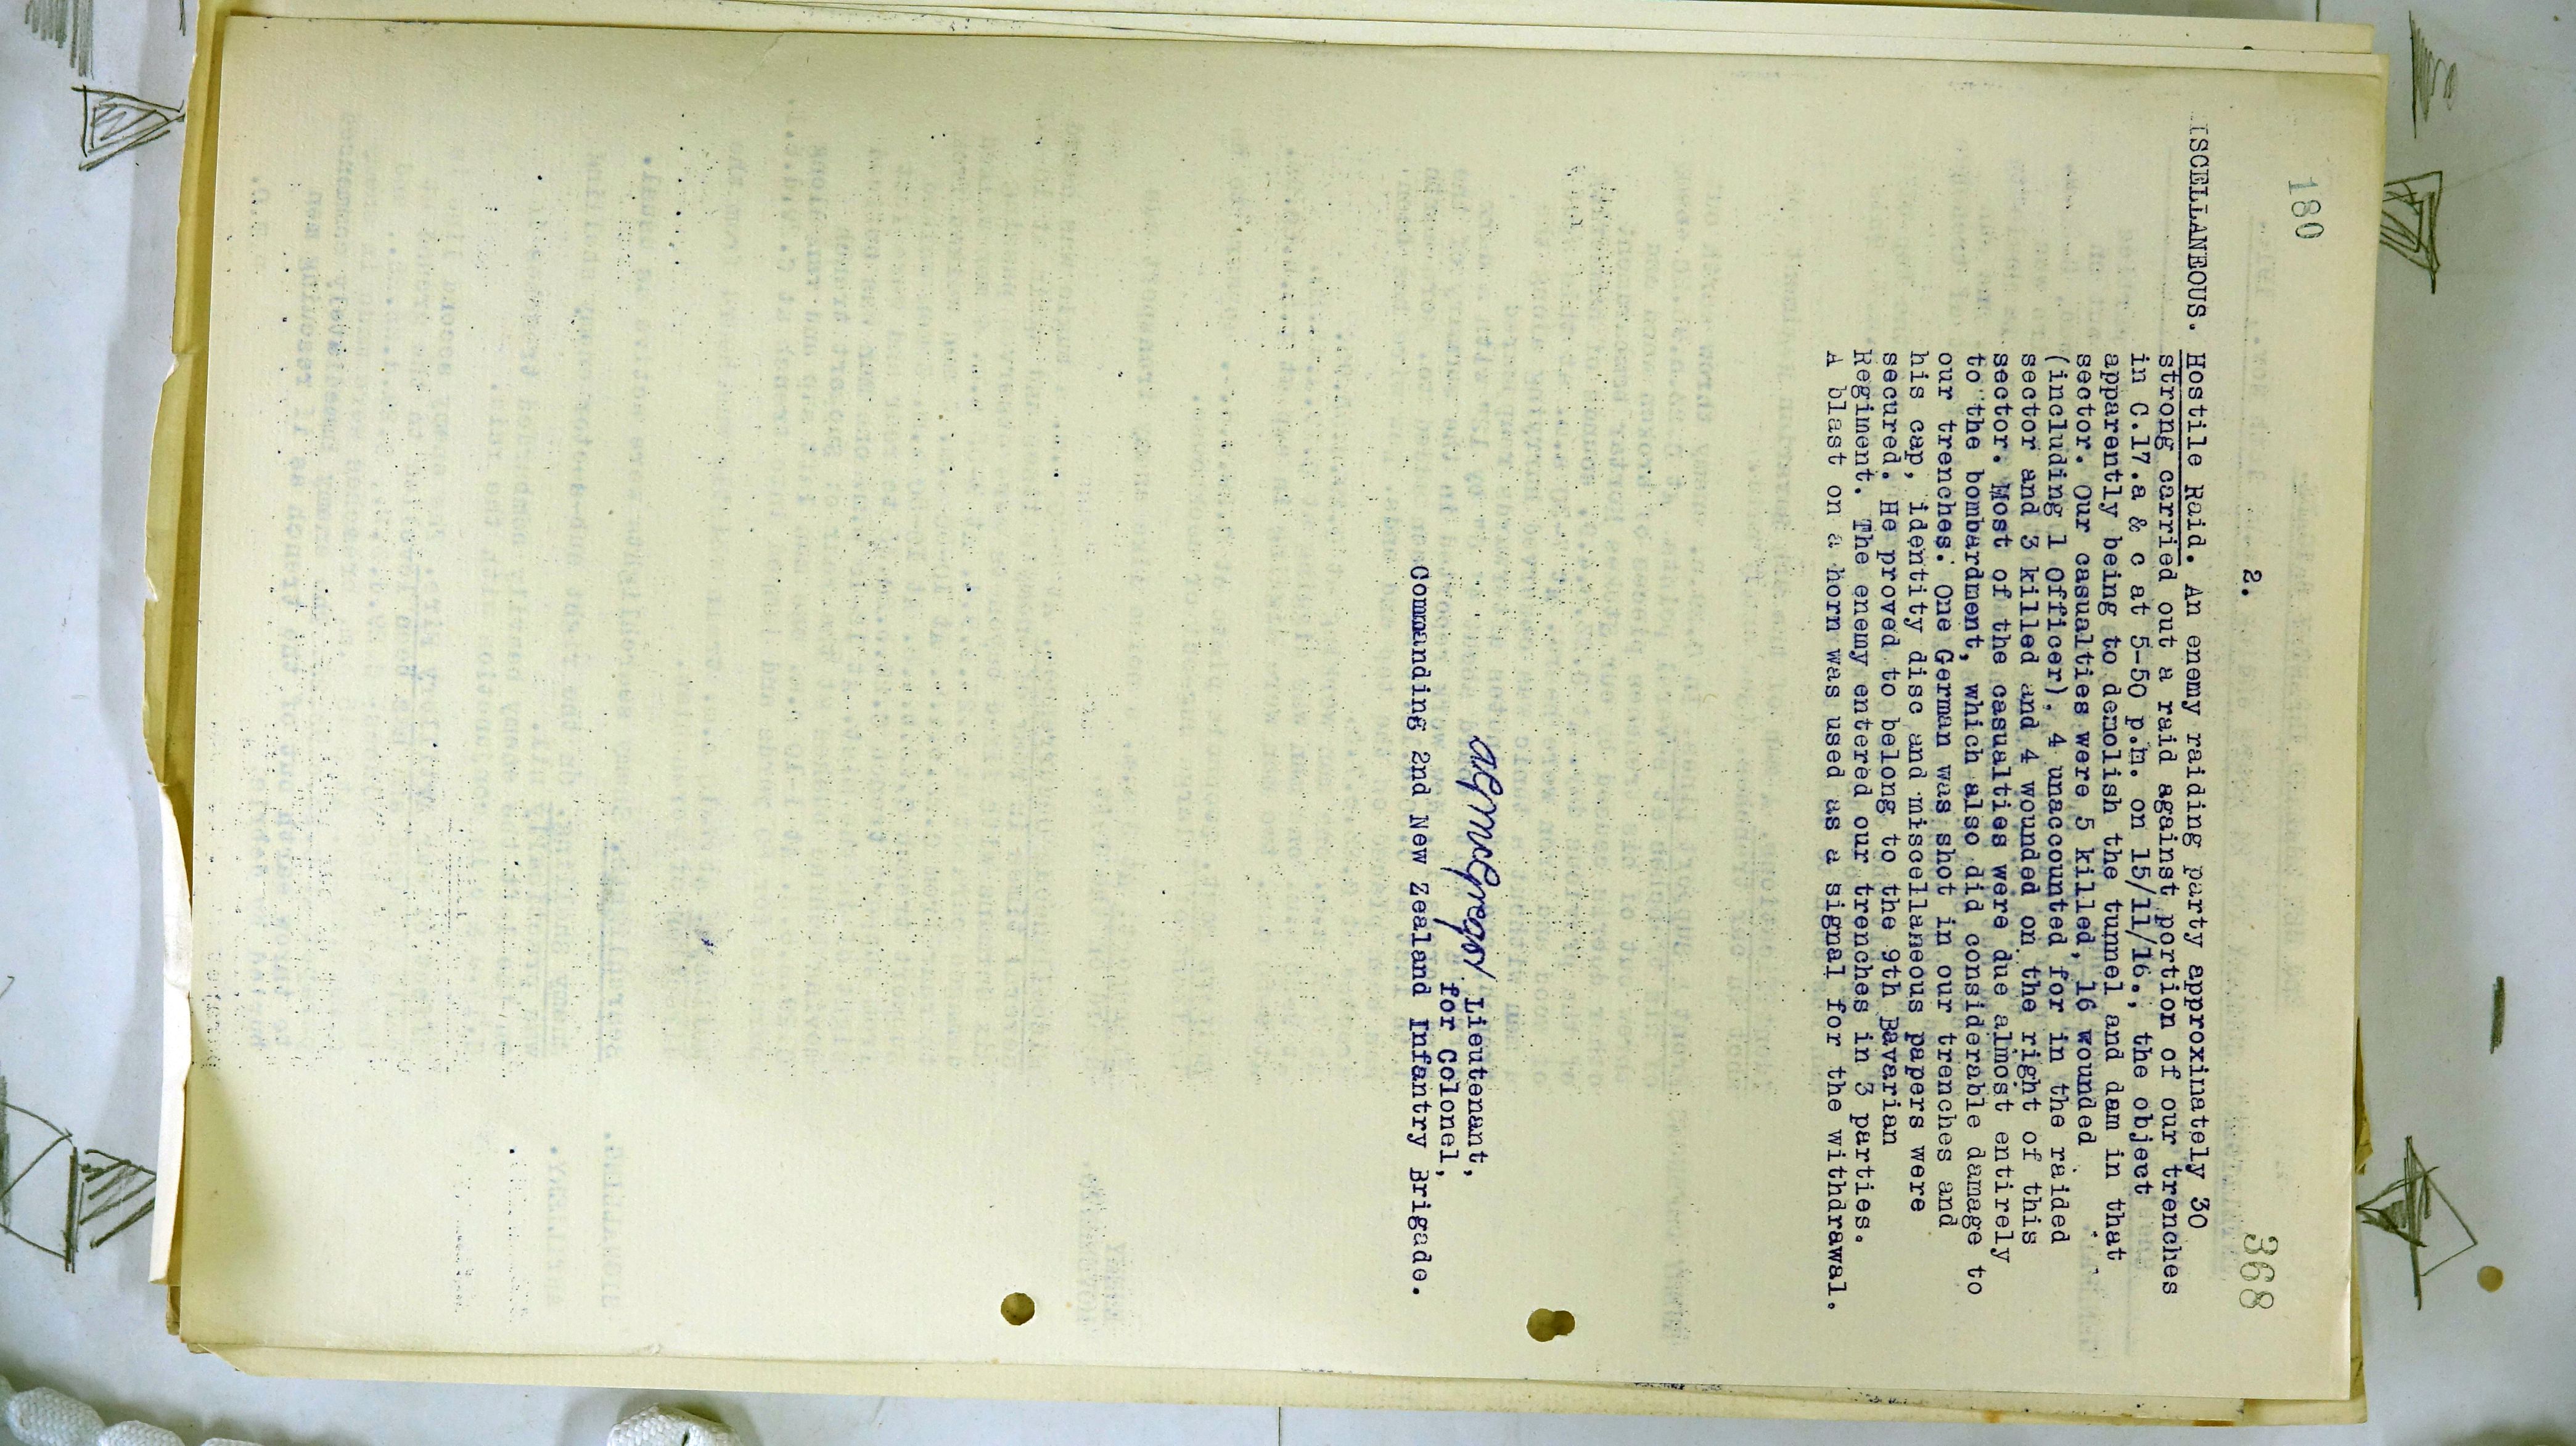 180
368
2.
ISCELLANEOUS. Hostile Raid. An enemy raiding party approximately 30
strong carried out a raid against portion of our trenches
in C.17.a & c at 5-50 p.m. on 15/11/16., the object
apparently being to demolish the tunnel and dam in that
sector. Our casualties were 5 killed, 16 wounded
(including 1 Officer), 4 unaccounted for in the raided
sector and 3 killed and 4 wounded on the right of this
sector. Most of the casualties were due almost entirely
to the bombardment, which also did considerable damage to
our trenches. One German was shot in our trenches and
his cap, identity disc and miscellaneous papers were
secured. He proved to belong to the 9th Bavarian
Regiment. The enemy entered our trenches in 3 parties.
A blast on a horn was used as a signal for the withdrawal.
Lieutenant,
for Colonel,
Commanding 2nd New Zealand Infantry Brigade.